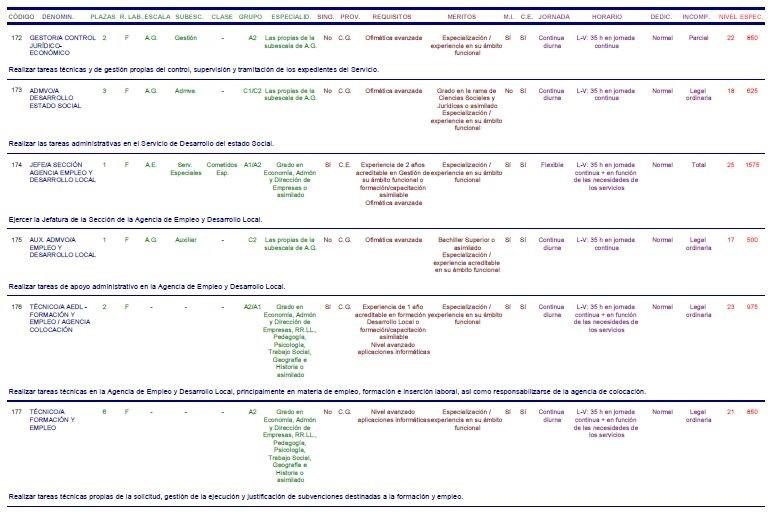 CÓDIGO DENOMIN. PLAZAS R. LAB. ESCALA SUBESC. CLASE GRUPO ESPECIALID. SING. PROV. REQUISITOS MERITOS M.I. C.E. JORNADA HORARIO DEDIC. INCOMP. NIVEL ESPEC.
172 GESTOR/A CONTROL 2 F A.G. Gestión - A2 Las propias de la No C.G. Ofimática avanzada Especialización / Sí Sí Continua L-V: 35 h en jornada Normal Parcial 22 850
JURÍDICO- subescala de A.G. experiencia en su ámbito diurna continua
ECONÓMICO funcional
Realizar tareas técnicas y de gestión propias del control, supervisión y tramitación de los expedientes del Servicio.
173 ADMVO/A 3 F A.G. Admva. - C1/C2 Las propias de la No C.G. Ofimática avanzada Grado en la rama de No Sí Continua L-V: 35 h en jornada Normal Legal 18 625
DESARROLLO subescala de A.G. Ciencias Sociales y diurna continua ordinaria
ESTADO SOCIAL Jurídicas o asimilado
Especialización /
experiencia en su ámbito
funcional
Realizar las tareas administrativas en el Servicio de Desarrollo del estado Social.
174 JEFE/A SECCIÓN 1 F A.E. Serv. Cometidos A1/A2 Grado en Sí C.E. Experiencia de 2 años Especialización / Sí Sí Flexible L-V: 35 h en jornada Normal Total 25 1575
AGENCIA EMPLEO Y Especiales Esp. Economía, Admón acreditable en Gestión de experiencia en su ámbito continua + en función
DESARROLLO LOCAL y Dirección de su ámbito funcional o funcional de las necesidades de
Empresas o formación/capacitación los servicios
asimilado asimilable
Ofimática avanzada
Ejercer la Jefatura de la Sección de la Agencia de Empleo y Desarrollo Local.
175 AUX. ADMVO/A 1 F A.G. Auxiliar - C2 Las propias de la No C.G. Ofimática avanzada Bachiller Superior o Sí Sí Continua L-V: 35 h en jornada Normal Legal 17 500
EMPLEO Y subescala de A.G. asimilado diurna continua ordinaria
DESARROLLO LOCAL Especialización /
experiencia acreditable
en su ámbito funcional
Realizar tareas de apoyo administrativo en la Agencia de Empleo y Desarrollo Local.
176 TÉCNICO/A AEDL - 2 F - - - A2/A1 Grado en Sí C.G. Experiencia de 1 año Especialización / Sí Sí Continua L-V: 35 h en jornada Normal Legal 23 975
FORMACIÓN Y Economía, Admón acreditable en formación y experiencia en su ámbito diurna continua + en función ordinaria
EMPLEO / AGENCIA y Dirección de Desarrollo Local o funcional de las necesidades de
COLOCACIÓN Empresas, RR.LL., formación/capacitación los servicios
Pedagogía, asimilable
Psicología, Nivel avanzado
Trabajo Social, aplicaciones informáticas
Geografía e
Historia o
asimilado
Realizar tareas técnicas en la Agencia de Empleo y Desarrollo Local, principalmente en materia de empleo, formación e inserción laboral, así como responsabilizarse de la agencia de colocación.
177 TÉCNICO/A 6 F - - - A2 Grado en No C.G. Nivel avanzado Especialización / Sí Sí Continua L-V: 35 h en jornada Normal Legal 21 850
FORMACIÓN Y Economía, Admón aplicaciones informáticas experiencia en su ámbito diurna continua + en función ordinaria
EMPLEO y Dirección de funcional de las necesidades de
Empresas, RR.LL., los servicios
Pedagogía,
Psicología,
Trabajo Social,
Geografía e
Historia o
asimilado
Realizar tareas técnicas propias de la solicitud, gestión de la ejecución y justificación de subvenciones destinadas a la formación y empleo.